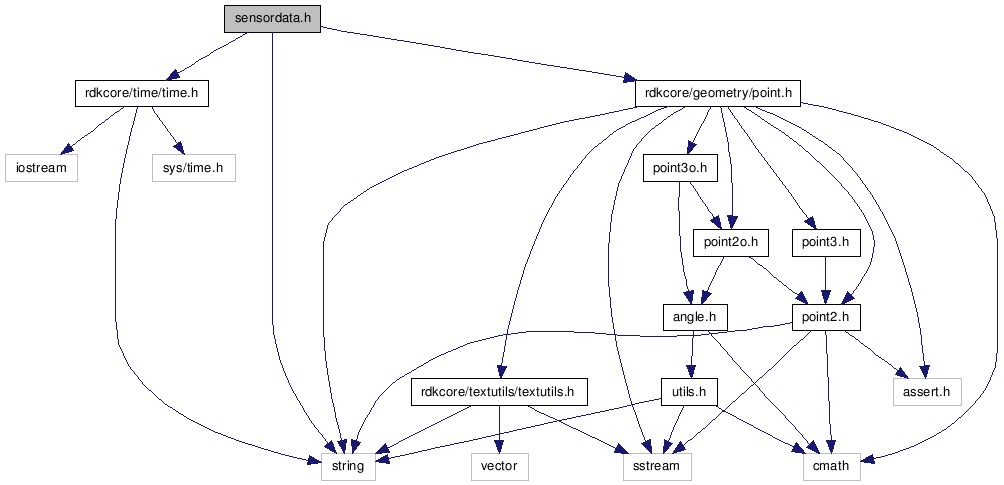 sensordata.h
rdkcore/time/time.h
rdkcore/geometry/point.h
iostream
sys/time.h
point3o.h
point2o.h
point3.h
angle.h
point2.h
rdkcore/textutils/textutils.h
utils.h
assert.h
string
vector
sstream
cmath